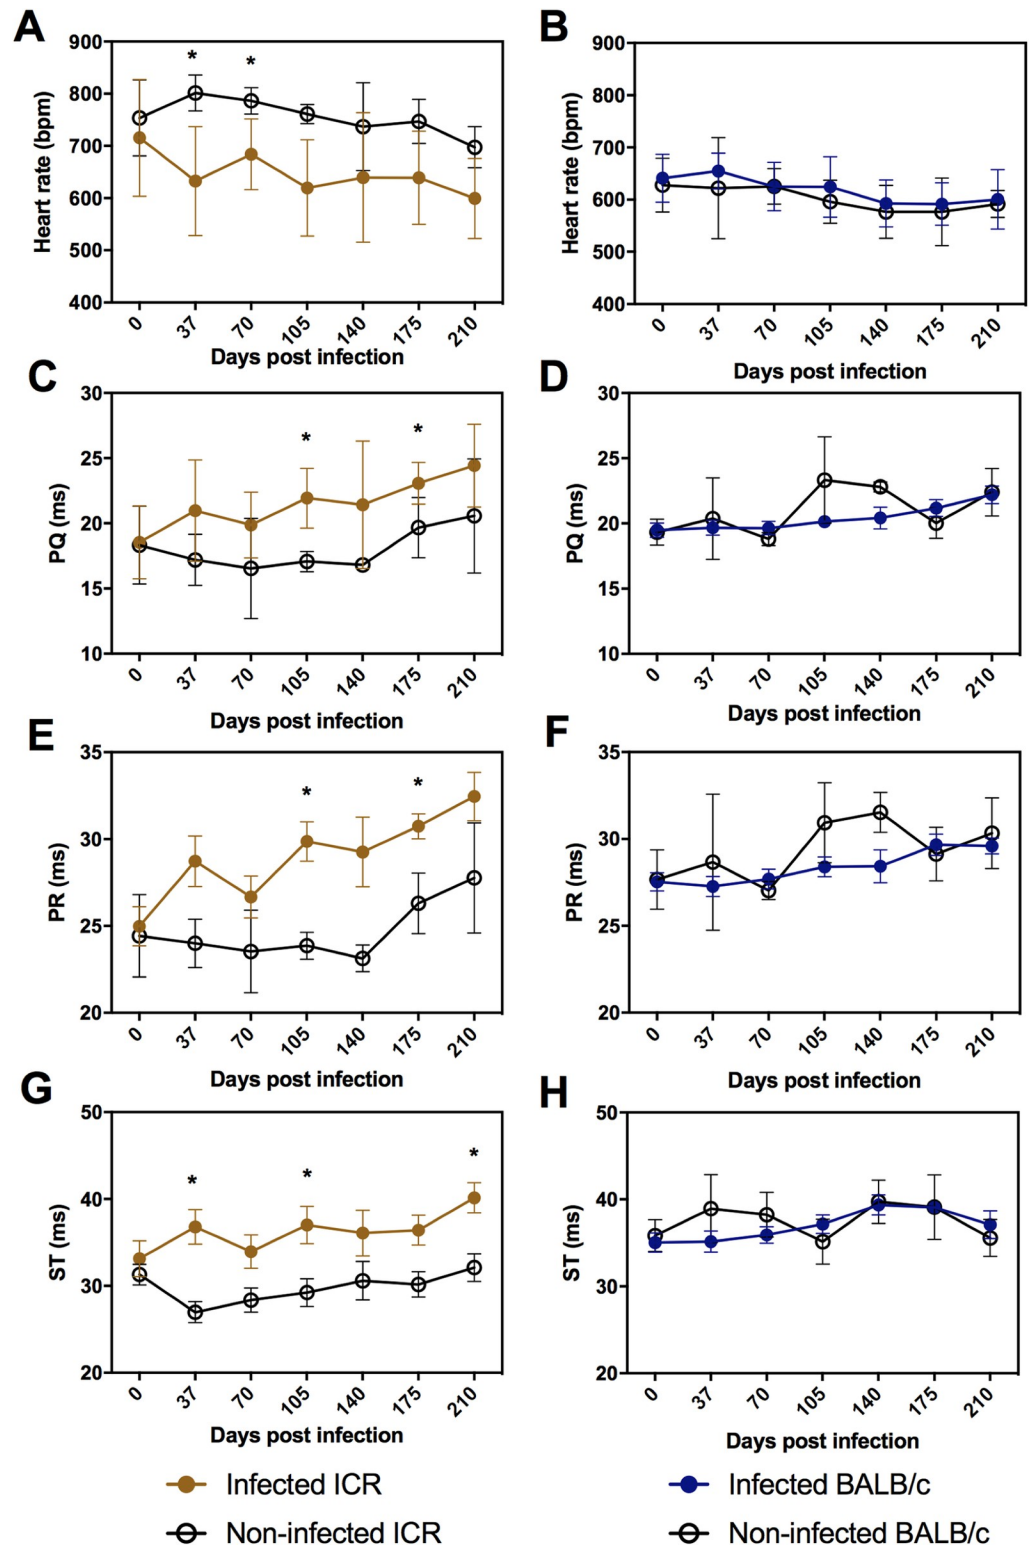 A
Heart rate (bpm)
900
800
700
600
500
400
* *
0 37 70 105 140 175 210
Days post infection
B
Heart rate (bpm)
900
800
700
600
500
400
0 37 70 105 140 175 210
Days post infection
C
PQ (ms)
30
25
20
15
10
* *
0 37 70 105 140 175 210
Days post infection
D
PQ (ms)
30
25
20
15
10
0 37 70 105 140 175 210
Days post infection
E
PR (ms)
35
30
25
20
* *
0 37 70 105 140 175 210
Days post infection
F
PR (ms)
35
30
25
20
0 37 70 105 140 175 210
Days post infection
G
ST (ms)
50
40
30
20
* * *
0 37 70 105 140 175 210
Days post infection
H
ST (ms)
50
40
30
20
0 37 70 105 140 175 210
Days post infection
Infected ICR
Non-infected ICR
Infected BALB/c
Non-infected BALB/c